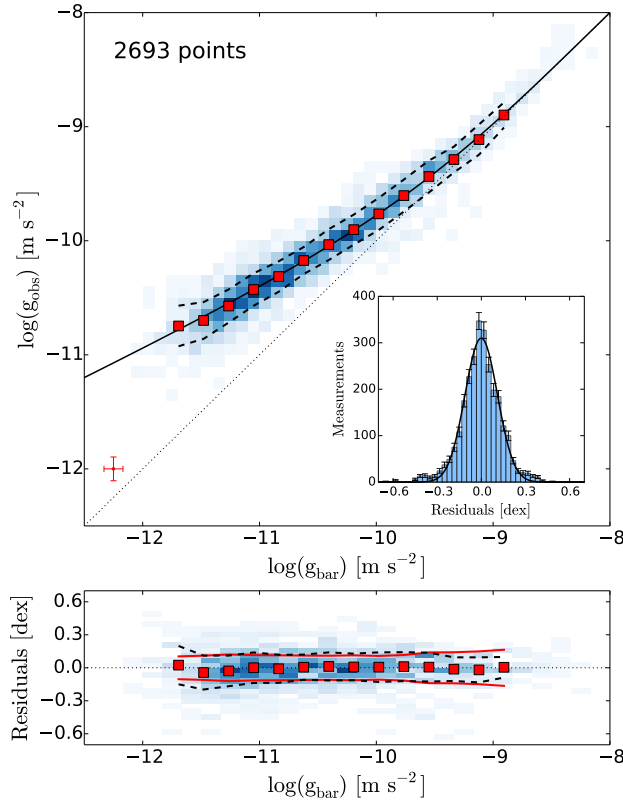 2693 points
−8
−9
−10
−11
−12
log(g_obs) [m s⁻²]
−12 −11 −10 −9 −8
log(g_bar) [m s⁻²]
400
300
200
100
0
Measurements
−0.6 −0.3 0.0 0.3 0.6
Residuals [dex]
0.6
0.3
0.0
−0.3
−0.6
Residuals [dex]
−12 −11 −10 −9 −8
log(g_bar) [m s⁻²]